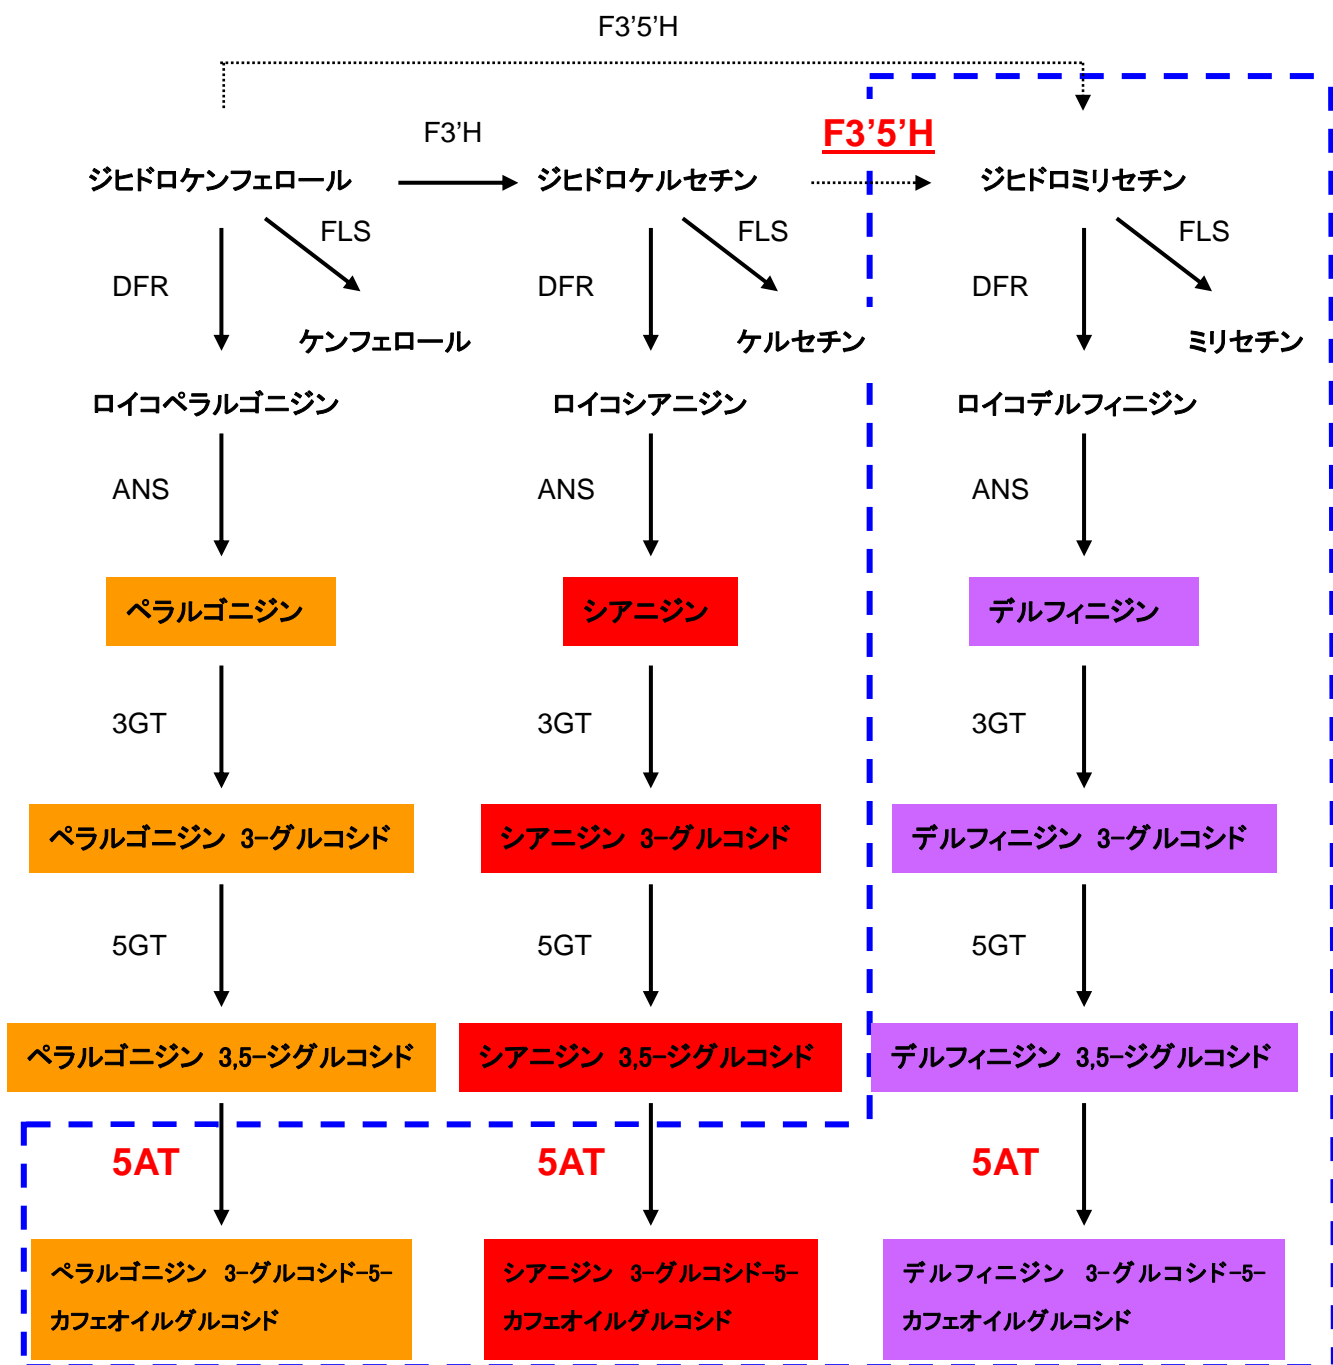 F3’5’H
F3’H
F3’5’H
ジヒドロケンフェロール
ジヒドロケルセチン
ジヒドロミリセチン
FLS
FLS
FLS
DFR
DFR
DFR
ケンフェロール
ケルセチン
ミリセチン
ロイコペラルゴニジン
ロイコシアニジン
ロイコデルフィニジン
ANS
ANS
ANS
ペラルゴニジン
シアニジン
デルフィニジン
3GT
3GT
3GT
ペラルゴニジン 3-グルコシド
シアニジン 3-グルコシド
デルフィニジン 3-グルコシド
5GT
5GT
5GT
ペラルゴニジン 3,5-ジグルコシド
シアニジン 3,5-ジグルコシド
デルフィニジン 3,5-ジグルコシド
5AT
5AT
5AT
ペラルゴニジン 3-グルコシド-5-
カフェオイルグルコシド
シアニジン 3-グルコシド-5-
カフェオイルグルコシド
デルフィニジン 3-グルコシド-5-
カフェオイルグルコシド